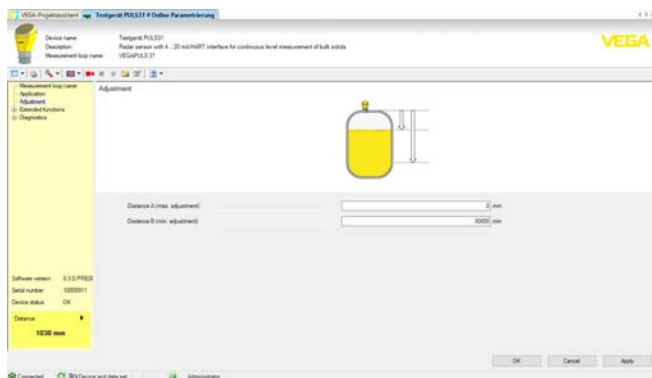 VEGA-Projektassistent
Testgerät PULS31 # Online Parametrierung
Device name: Testgerät PULS31
Description: Radar sensor with 4 .. 20 mA/HART interface for continuous level measurement of bulk solids
Measurement loop name: VEGAPULS 31
VEGA
Measurement loop name
Application
Adjustment
Extended functions
Diagnostics
Adjustment
Distance A (max. adjustment) 0 mm
Distance B (min. adjustment) 30000 mm
Software version
Serial number
Device status OK
Distance
1030 mm
OK Cancel Apply
Connected Device and data set Administrator